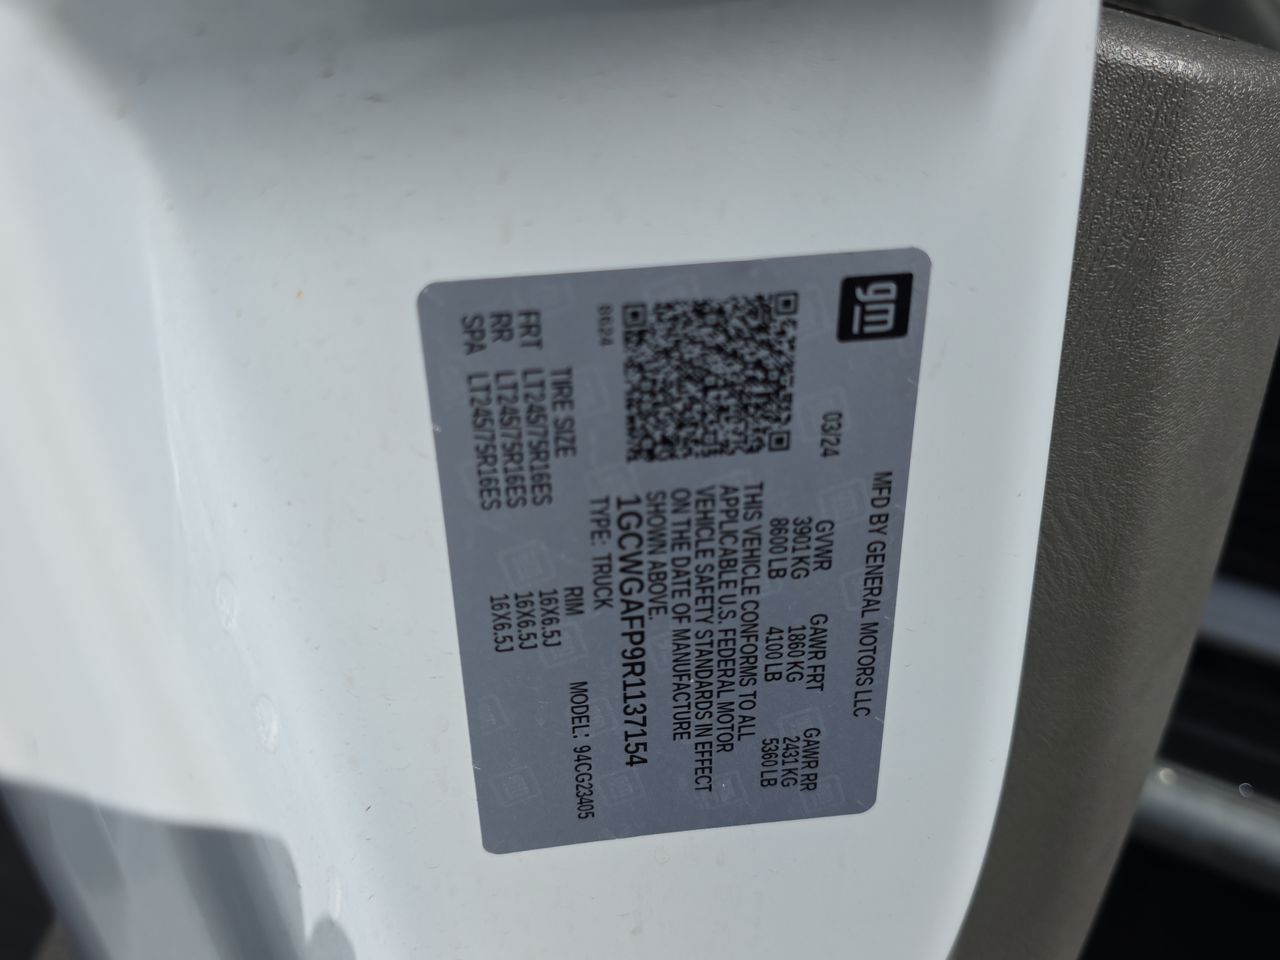 gm
MFD BY GENERAL MOTORS LLC
03/24
GVWR GAWR FRT GAWR RR
3901 KG 1860 KG 2431 KG
8600 LB 4100 LB 5360 LB
THIS VEHICLE CONFORMS TO ALL
APPLICABLE U.S. FEDERAL MOTOR
VEHICLE SAFETY STANDARDS IN EFFECT
ON THE DATE OF MANUFACTURE
SHOWN ABOVE.
1GCWGAFP9R1137154
TYPE: TRUCK
MODEL: 94CG23405
TIRE SIZE RIM
FRT LT245/75R16ES 16X6.5J
RR LT245/75R16ES 16X6.5J
SPA LT245/75R16ES 16X6.5J